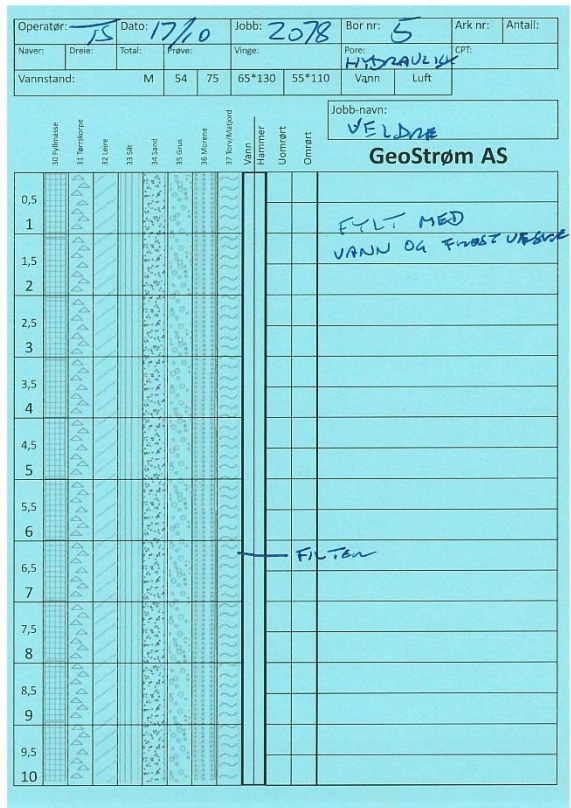 Operatør: TS Dato: 17/10 Jobb: 2078 Bor nr: 5 Ark nr: Antall:
Naver: Dreie: Total: Prøve: Vinge: Pore: HYDRAULISK CPT:
Vannstand: M 54 75 65*130 55*110 Vann Luft
Jobb-navn:
VELDRE
GeoStrøm AS
30 Fyllmasse 31 Tørrskorpe 32 Leire 33 Silt 34 Sand 35 Grus 36 Morene 37 Torv/Matjord Vann Hammer Uomrørt Omrørt
0,5
FYLT MED
1
VANN OG FROSTVÆSKE
1,5
2
2,5
3
3,5
4
4,5
5
5,5
6
FILTER
6,5
7
7,5
8
8,5
9
9,5
10